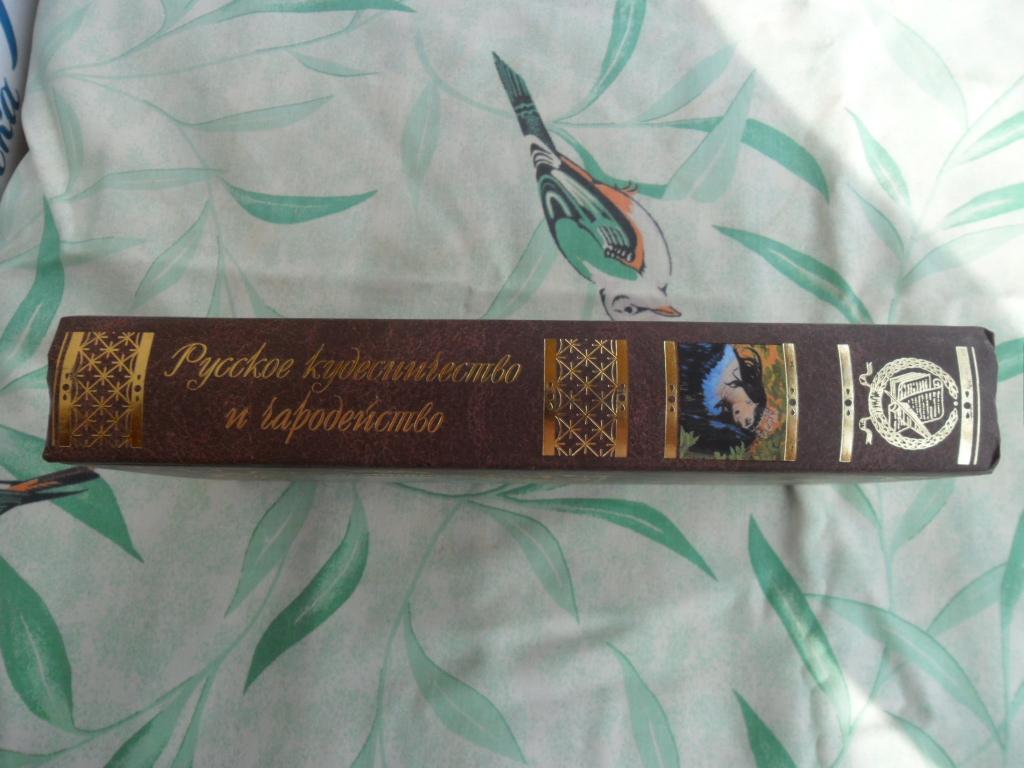 Русское кудесничество
и чародейство